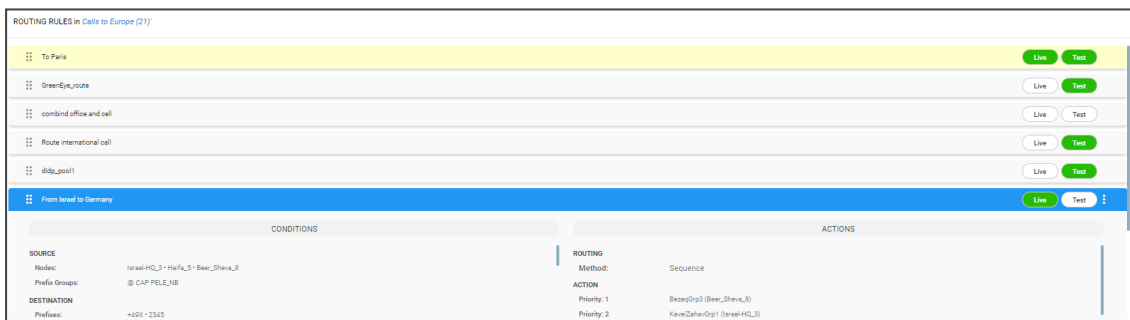 ROUTING RULES in Calls to Europe (21)'
To Paris Live Test
GreenEye_route Live Test
combind office and cell Live Test
Route international call Live Test
didp_pool1 Live Test
From Israel to Germany Live Test
CONDITIONS ACTIONS
SOURCE ROUTING
Nodes: Israel-HQ_3 • Haifa_5 • Beer_Sheva_8 Method: Sequence
Prefix Groups: @ CAP PELE_NB ACTION
DESTINATION Priority: 1 BezeqGrp3 (Beer_Sheva_8)
Prefixes: +49X • 2345 Priority: 2 KaveiZahavGrp1 (Israel-HQ_3)